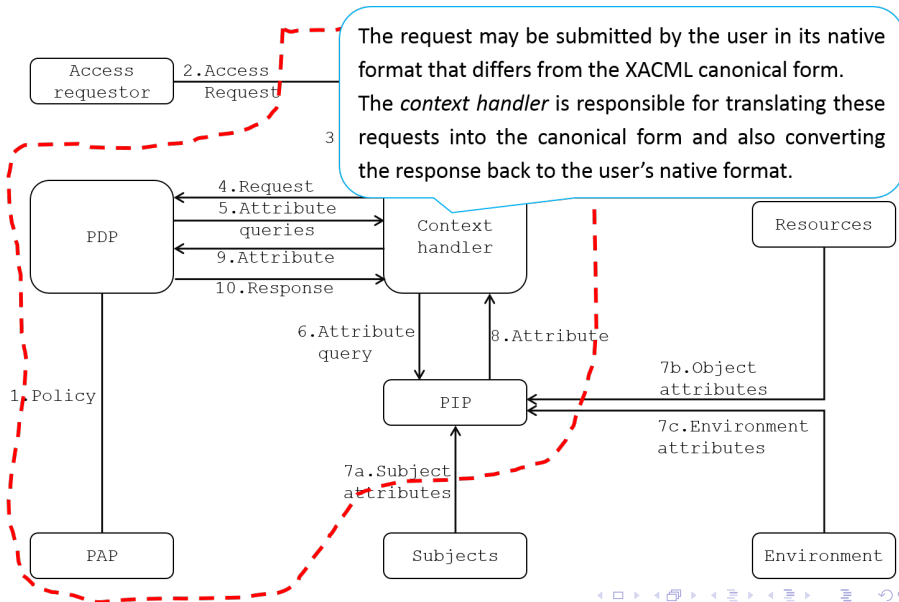 The request may be submitted by the user in its native
format that differs from the XACML canonical form.
The context handler is responsible for translating these
requests into the canonical form and also converting
the response back to the user's native format.
Access
requestor
2.Access
Request
3
PDP
4.Request
5.Attribute
queries
9.Attribute
10.Response
Context
handler
Resources
6.Attribute
query
8.Attribute
1.Policy
PIP
7b.Object
attributes
7c.Environment
attributes
7a.Subject
attributes
PAP
Subjects
Environment